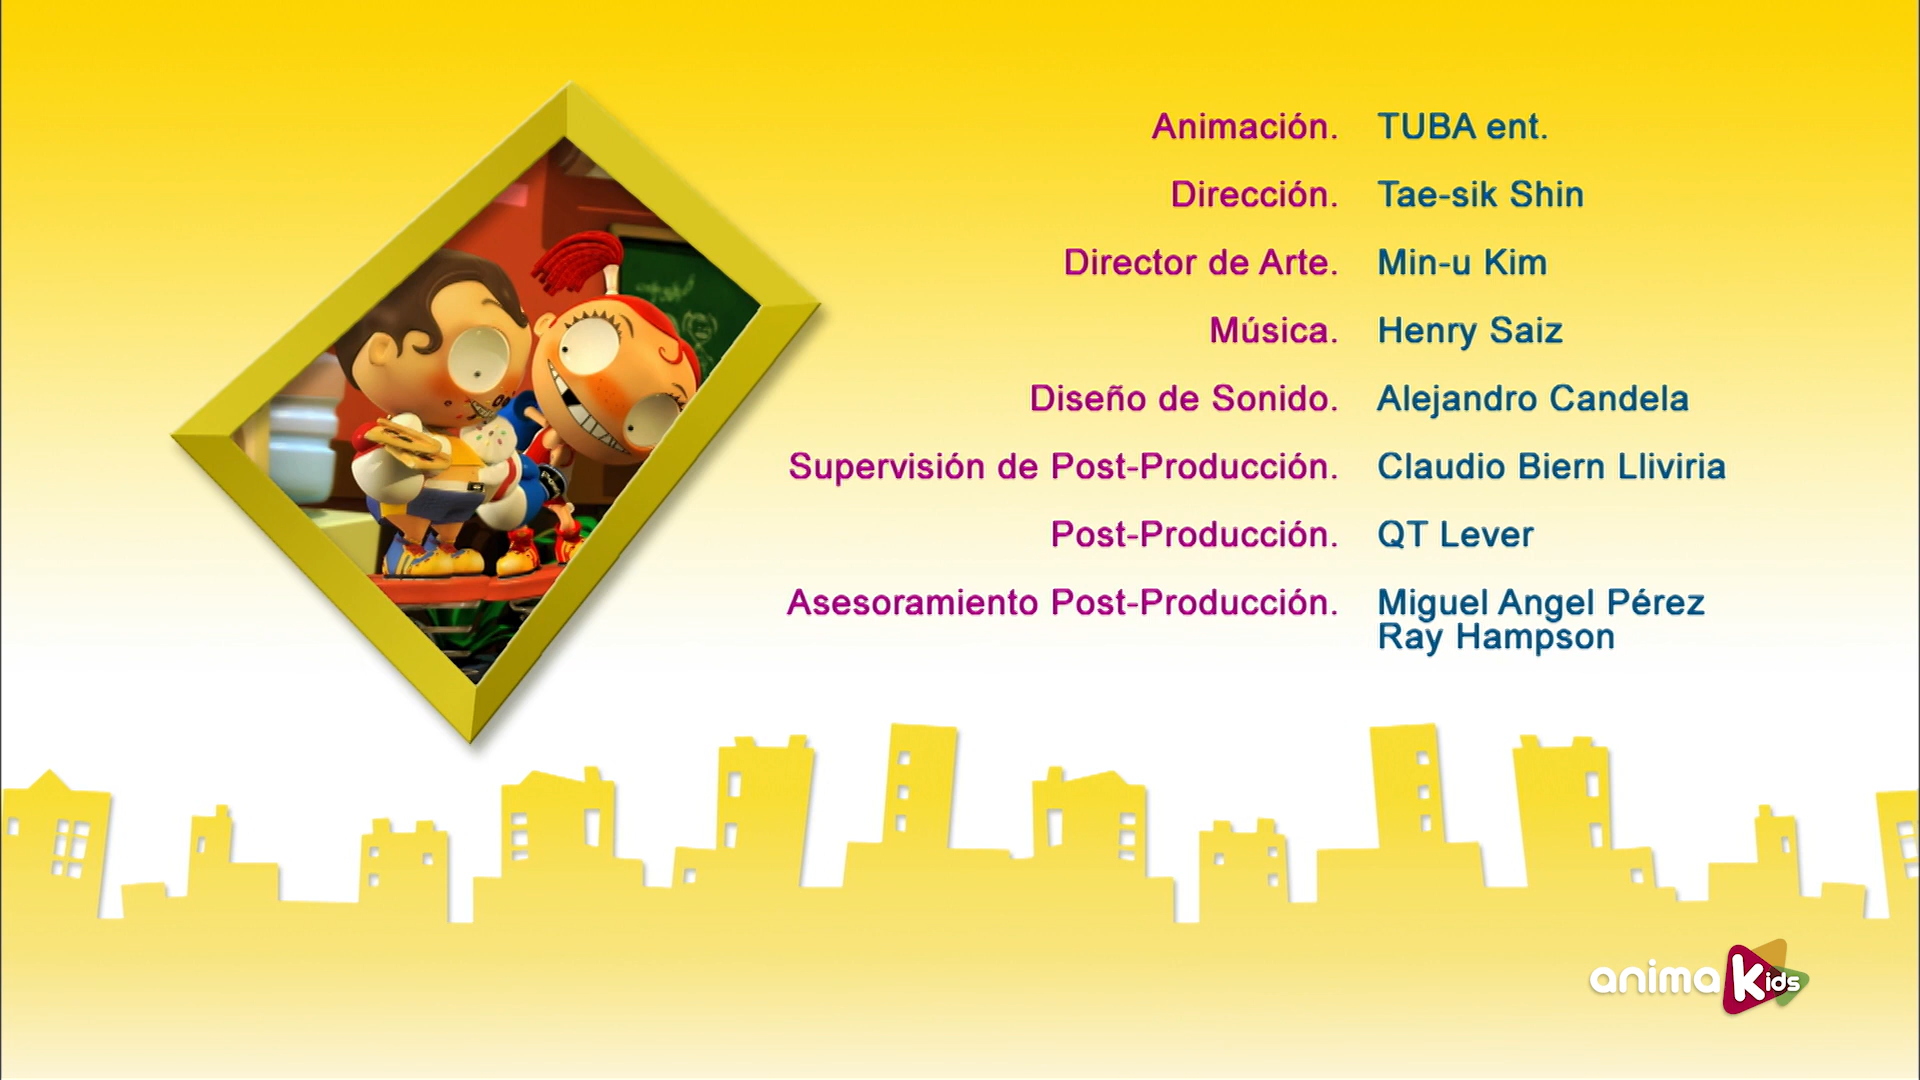 Animación. TUBA ent.
Dirección. Tae-sik Shin
Director de Arte. Min-u Kim
Música. Henry Saiz
Diseño de Sonido. Alejandro Candela
Supervisión de Post-Producción. Claudio Biern Lliviria
Post-Producción. QT Lever
Asesoramiento Post-Producción. Miguel Angel Pérez
Ray Hampson
anima Kids